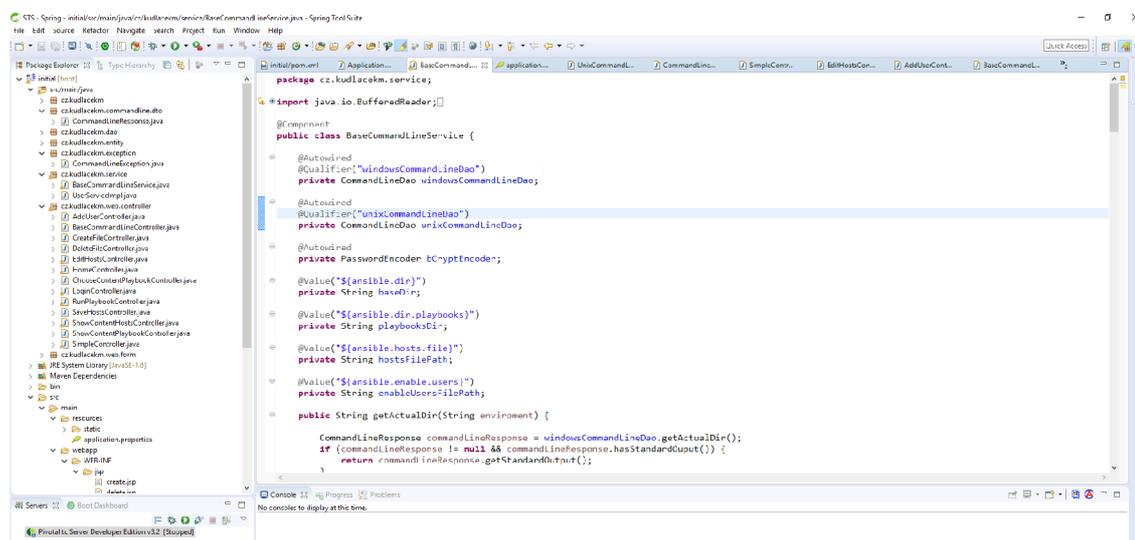 STS - Spring - initial/src/main/java/cz/kudlacekm/service/BaseCommandLineService.java - Spring Tool Suite
File Edit Source Refactor Navigate Search Project Run Window Help
Quick Access
Package Explorer Type Hierarchy
initial/pom.xml Application.... BaseCommandL... application.... UnixCommandL... CommandLine... SimpleContr... EditHostsCon... AddUserCont... BaseCommandL...
initial [boot]
src/main/java
cz.kudlacekm
cz.kudlacekm.commandline.dto
CommandLineResponse.java
cz.kudlacekm.dao
cz.kudlacekm.entity
cz.kudlacekm.exception
CommandLineException.java
cz.kudlacekm.service
BaseCommandLineService.java
UserServiceImpl.java
cz.kudlacekm.web.controller
AddUserController.java
BaseCommandLineController.java
CreateFileController.java
DeleteFileController.java
EditHostsController.java
HomeController.java
ChooseContentPlaybookController.java
LoginController.java
RunPlaybookController.java
SaveHostsController.java
ShowContentHostsController.java
ShowContentPlaybookController.java
SimpleController.java
cz.kudlacekm.web.form
JRE System Library [JavaSE-1.8]
Maven Dependencies
bin
src
main
resources
static
application.properties
webapp
WEB-INF
jsp
create.jsp
delete.jsp
package cz.kudlacekm.service;
import java.io.BufferedReader;
@Component
public class BaseCommandLineService {
@Autowired
@Qualifier("windowsCommandLineDao")
private CommandLineDao windowsCommandLineDao;
@Autowired
@Qualifier("unixCommandLineDao")
private CommandLineDao unixCommandLineDao;
@Autowired
private PasswordEncoder bCryptEncoder;
@Value("${ansible.dir}")
private String baseDir;
@Value("${ansible.dir.playbooks}")
private String playbooksDir;
@Value("${ansible.hosts.file}")
private String hostsFilePath;
@Value("${ansible.enable.users}")
private String enableUsersFilePath;
public String getActualDir(String enviroment) {
CommandLineResponse commandLineResponse = windowsCommandLineDao.getActualDir();
if (commandLineResponse != null && commandLineResponse.hasStandardOuput()) {
return commandLineResponse.getStandardOutput();
}
Servers Boot Dashboard
Pivotal tc Server Developer Edition v3.2 [Stopped]
Console Progress Problems
No consoles to display at this time.